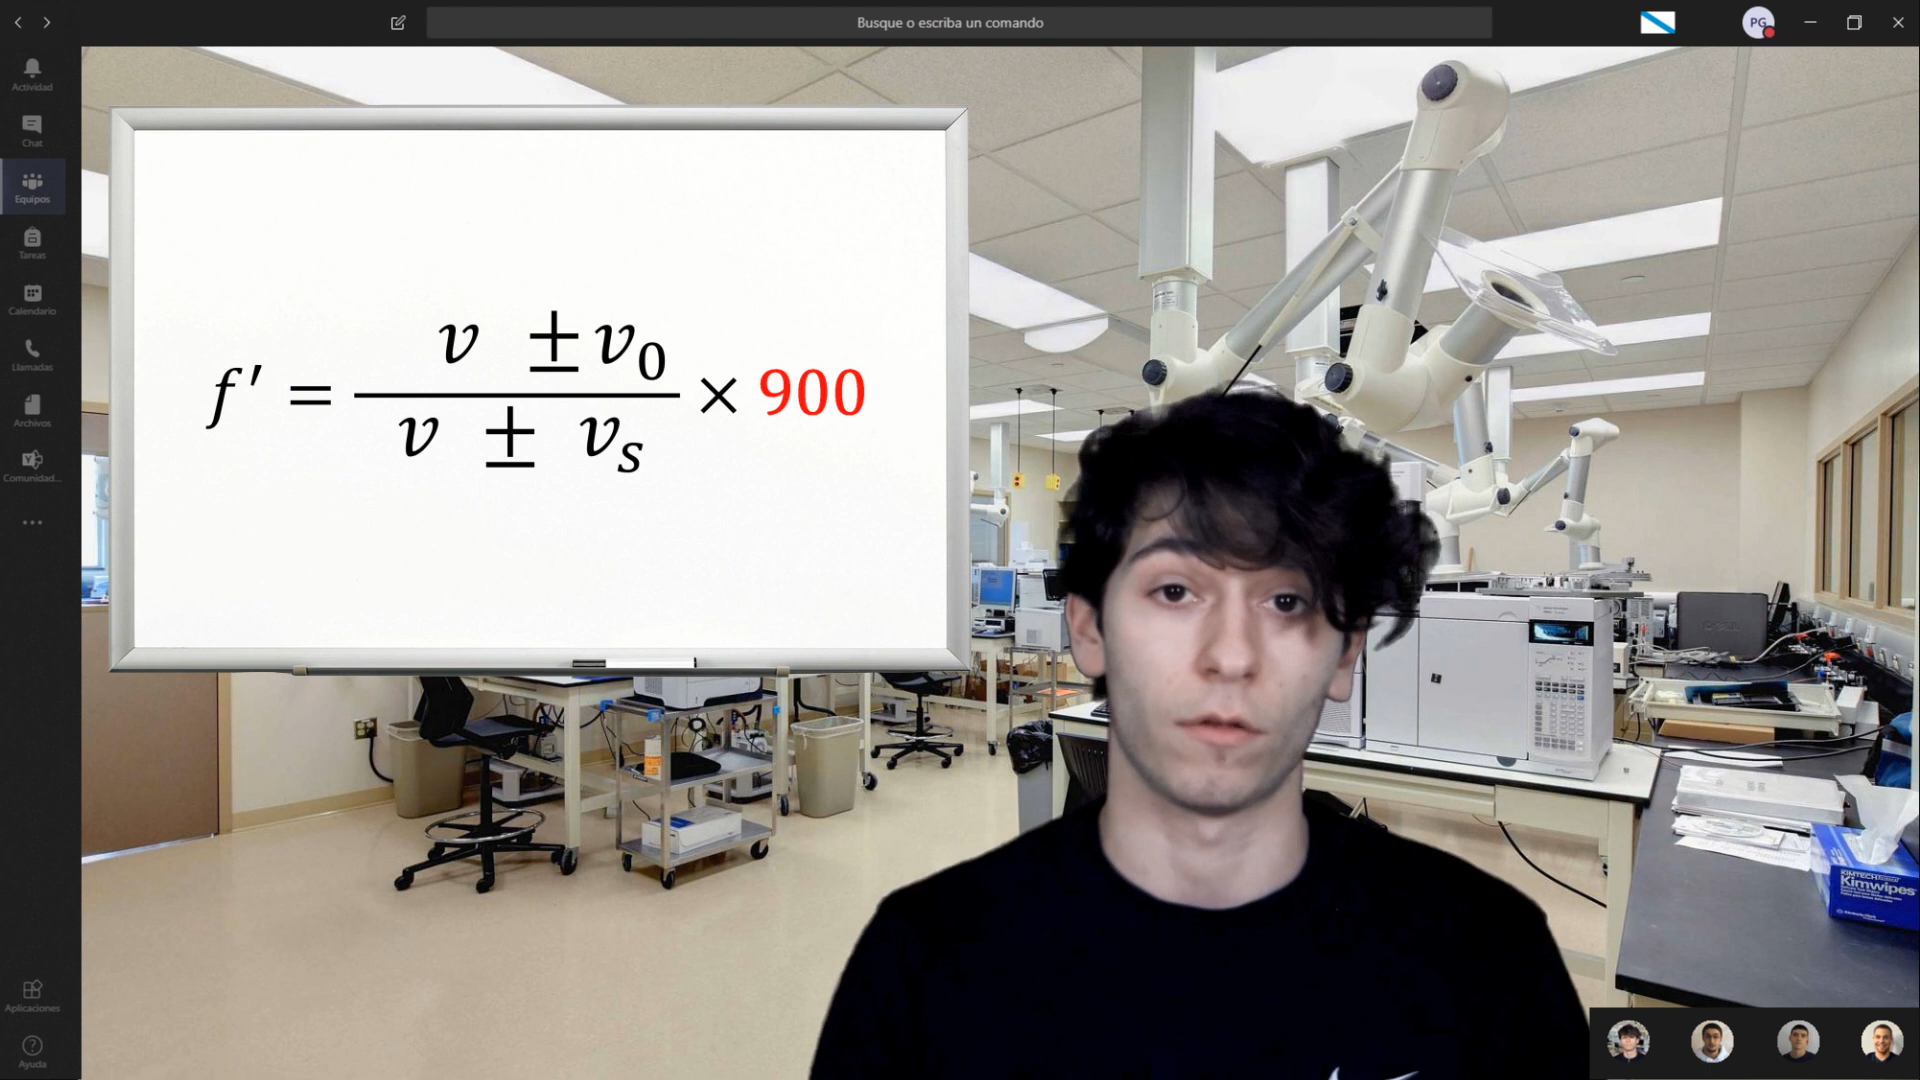 Busque o escriba un comando
PG
Actividad
Chat
Equipos
Tareas
Calendario
Llamadas
Archivos
Comunidad...
Aplicaciones
Ayuda
f' = (v ± v₀) / (v ± vₛ) × 900
KIMTECH
Kimwipes